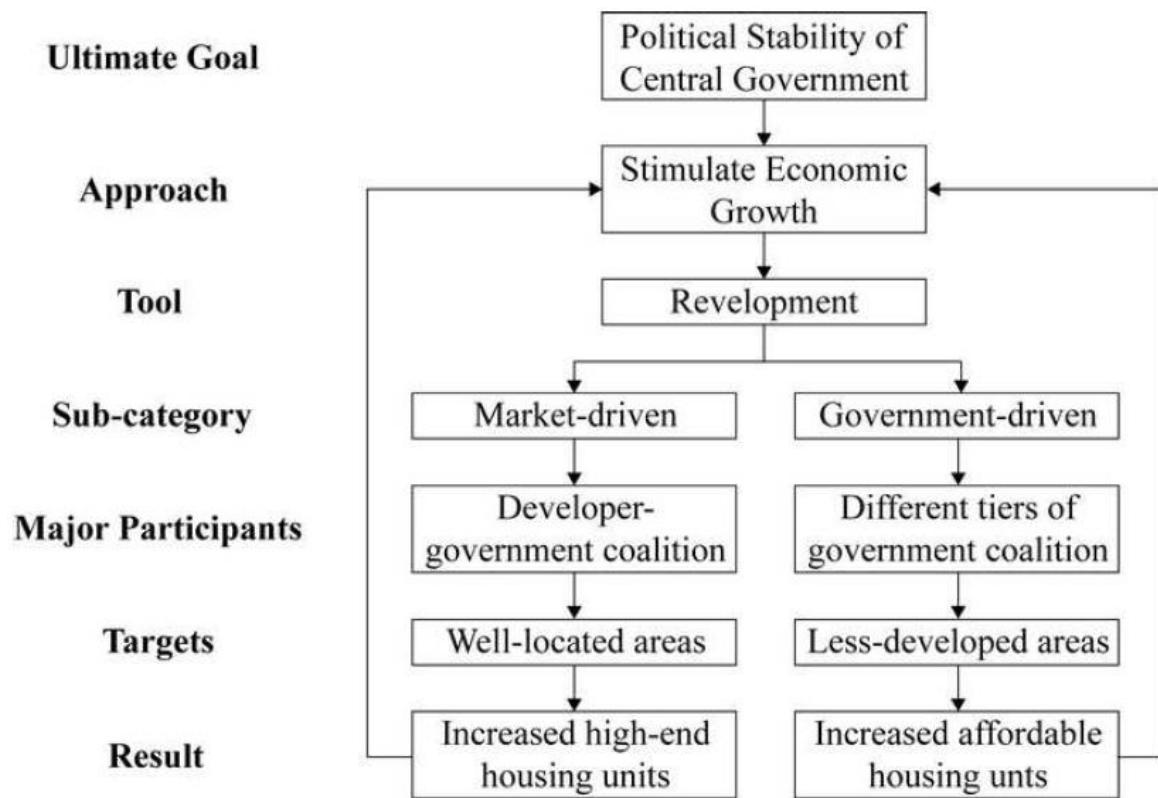 Ultimate Goal
Political Stability of
Central Government
Approach
Stimulate Economic
Growth
Tool
Revelopment
Sub-category
Market-driven
Government-driven
Major Participants
Developer-
government coalition
Different tiers of
government coalition
Targets
Well-located areas
Less-developed areas
Result
Increased high-end
housing units
Increased affordable
housing unts